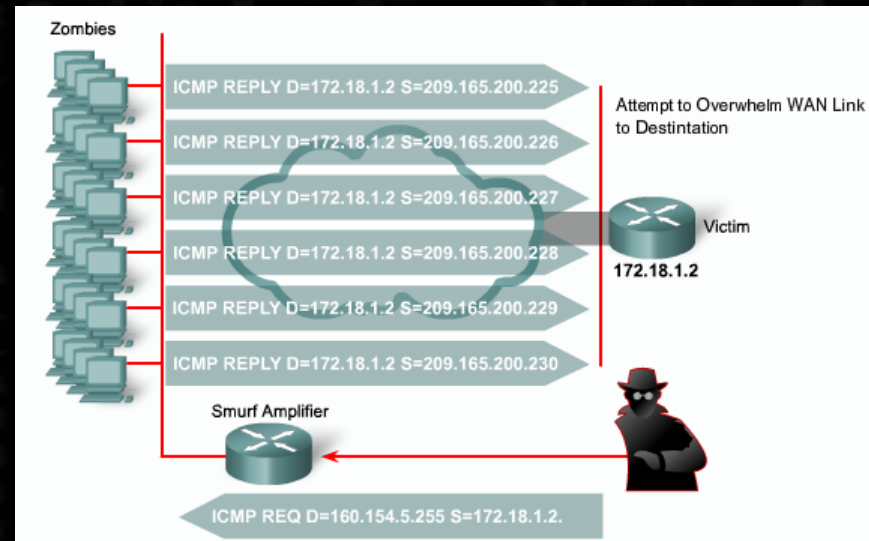 Zombies
ICMP REPLY D=172.18.1.2 S=209.165.200.225
Attempt to Overwhelm WAN Link
to Destintation
ICMP REPLY D=172.18.1.2 S=209.165.200.226
ICMP REPLY D=172.18.1.2 S=209.165.200.227
Victim
ICMP REPLY D=172.18.1.2 S=209.165.200.228
172.18.1.2
ICMP REPLY D=172.18.1.2 S=209.165.200.229
ICMP REPLY D=172.18.1.2 S=209.165.200.230
Smurf Amplifier
ICMP REQ D=160.154.5.255 S=172.18.1.2.